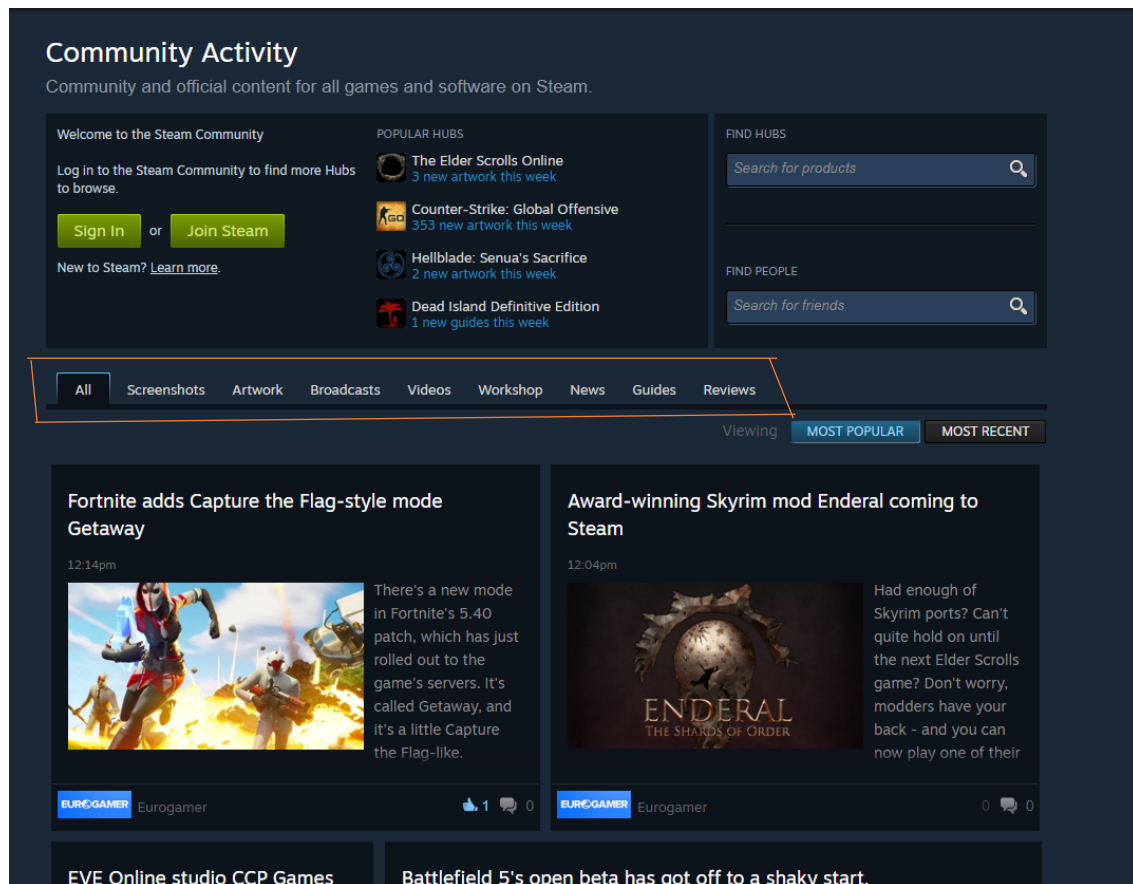 Community Activity
Community and official content for all games and software on Steam.
Welcome to the Steam Community
Log in to the Steam Community to find more Hubs
to browse.
Sign In or Join Steam
New to Steam? Learn more.
POPULAR HUBS
The Elder Scrolls Online
3 new artwork this week
GO
Counter-Strike: Global Offensive
353 new artwork this week
Hellblade: Senua's Sacrifice
2 new artwork this week
Dead Island Definitive Edition
1 new guides this week
FIND HUBS
Search for products
FIND PEOPLE
Search for friends
All Screenshots Artwork Broadcasts Videos Workshop News Guides Reviews
Viewing MOST POPULAR MOST RECENT
Fortnite adds Capture the Flag-style mode
Getaway
12:14pm
There's a new mode
in Fortnite's 5.40
patch, which has just
rolled out to the
game's servers. It's
called Getaway, and
it's a little Capture
the Flag-like.
EUROGAMER Eurogamer 1 0
Award-winning Skyrim mod Enderal coming to
Steam
12:04pm
ENDERAL
THE SHARDS OF ORDER
Had enough of
Skyrim ports? Can't
quite hold on until
the next Elder Scrolls
game? Don't worry,
modders have your
back - and you can
now play one of their
EUROGAMER Eurogamer 0 0
EVE Online studio CCP Games
Battlefield 5's open beta has got off to a shaky start.